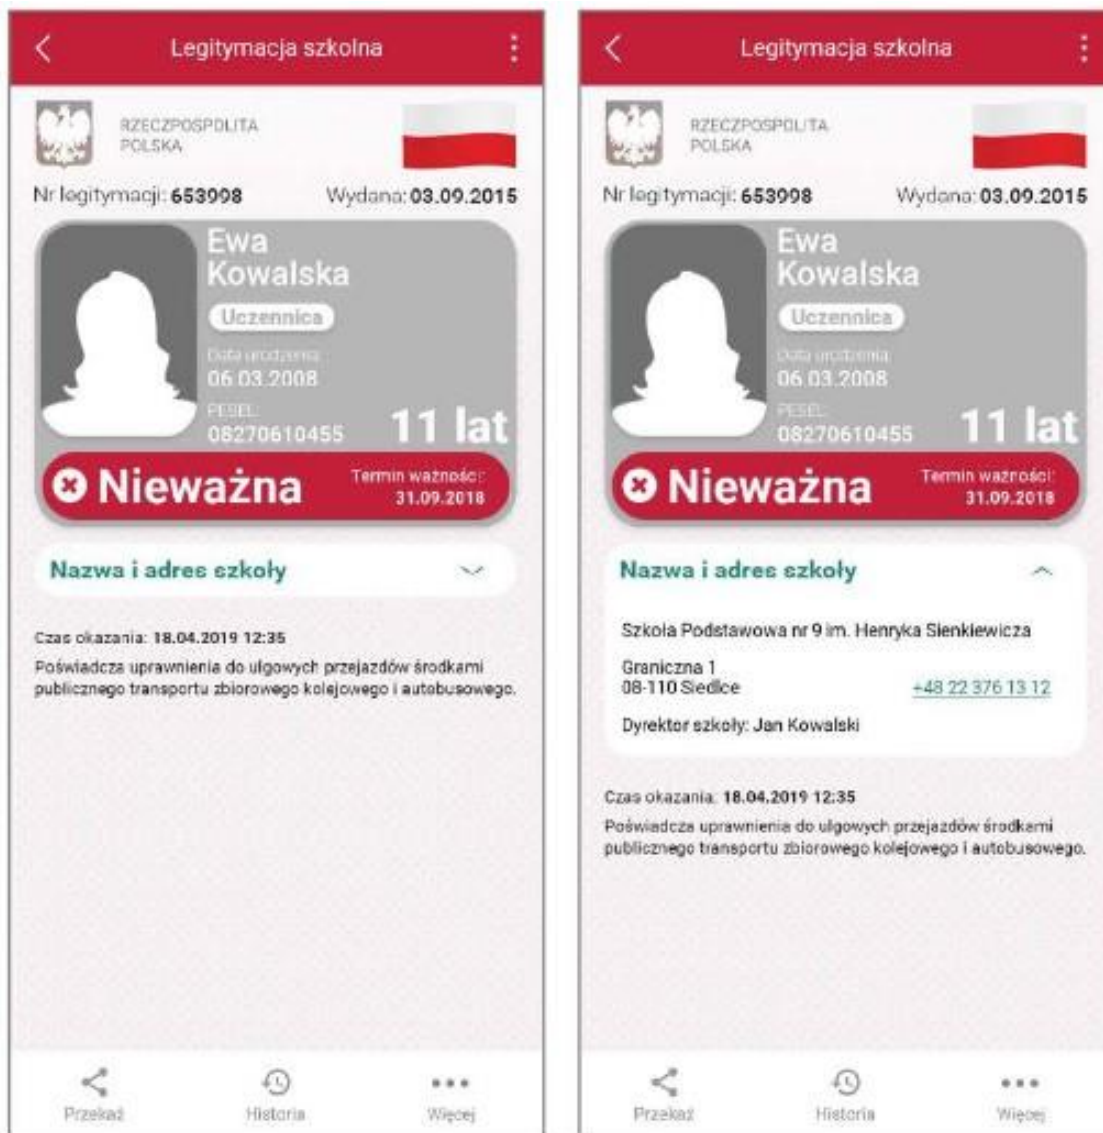 Legitymacja szkolna
RZECZPOSPOLITA
POLSKA
Nr legitymacji: 653998 Wydana: 03.09.2015
Ewa
Kowalska
Uczennica
Data urodzenia:
06.03.2008
PESEL:
08270610455 11 lat
Nieważna
Termin ważności:
31.09.2018
Nazwa i adres szkoły
Czas okazania: 18.04.2019 12:35
Poświadcza uprawnienia do ulgowych przejazdów środkami
publicznego transportu zbiorowego kolejowego i autobusowego.
Przekaż Historia Więcej
Legitymacja szkolna
RZECZPOSPOLITA
POLSKA
Nr legitymacji: 653998 Wydana: 03.09.2015
Ewa
Kowalska
Uczennica
Data urodzenia:
06.03.2008
PESEL:
08270610455 11 lat
Nieważna
Termin ważności:
31.09.2018
Nazwa i adres szkoły
Szkoła Podstawowa nr 9 im. Henryka Sienkiewicza
Graniczna 1
08-110 Siedlce +48 22 376 13 12
Dyrektor szkoły: Jan Kowalski
Czas okazania: 18.04.2019 12:35
Poświadcza uprawnienia do ulgowych przejazdów środkami
publicznego transportu zbiorowego kolejowego i autobusowego.
Przekaż Historia Więcej